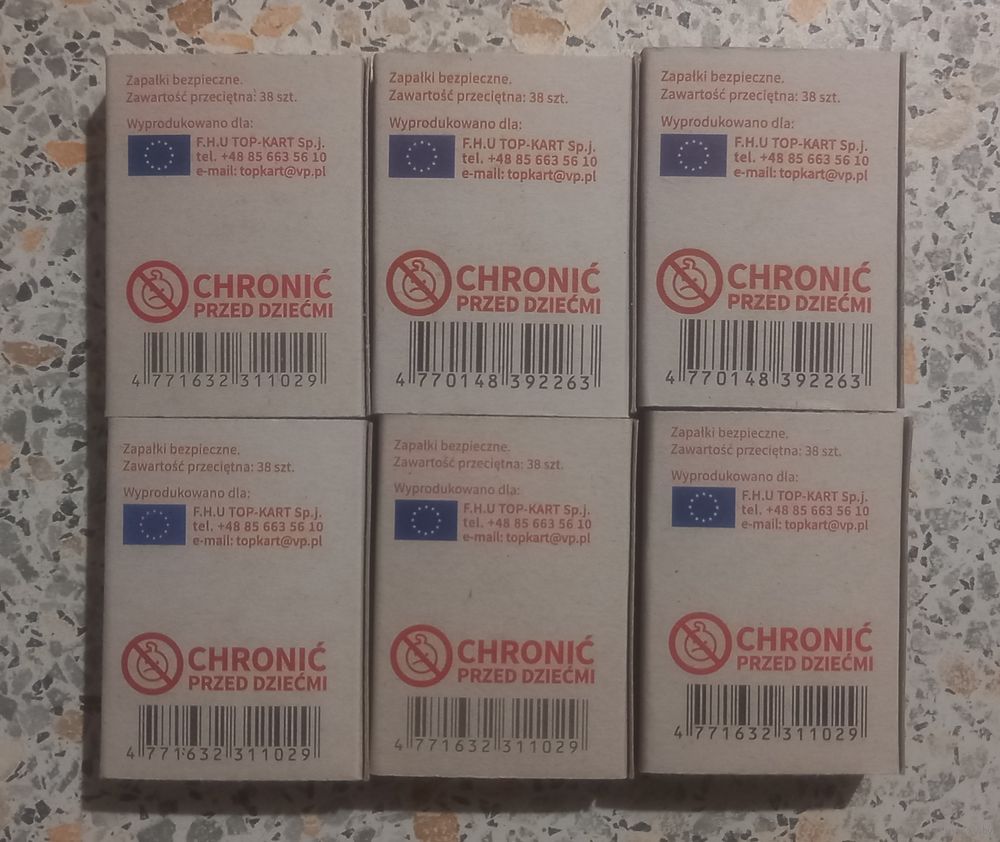 Zapałki bezpieczne.
Zawartość przeciętna: 38 szt.
Wyprodukowano dla:
F.H.U TOP-KART Sp.j.
tel. +48 85 663 56 10
e-mail: topkart@vp.pl
CHRONIĆ
PRZED DZIEĆMI
4 771632 311029
Zapałki bezpieczne.
Zawartość przeciętna: 38 szt.
Wyprodukowano dla:
F.H.U TOP-KART Sp.j.
tel. +48 85 663 56 10
e-mail: topkart@vp.pl
CHRONIĆ
PRZED DZIEĆMI
4 770148 392263
Zapałki bezpieczne.
Zawartość przeciętna: 38 szt.
Wyprodukowano dla:
F.H.U TOP-KART Sp.j.
tel. +48 85 663 56 10
e-mail: topkart@vp.pl
CHRONIĆ
PRZED DZIEĆMI
4 770148 392263
Zapałki bezpieczne.
Zawartość przeciętna: 38 szt.
Wyprodukowano dla:
F.H.U TOP-KART Sp.j.
tel. +48 85 663 56 10
e-mail: topkart@vp.pl
CHRONIĆ
PRZED DZIEĆMI
4 771632 311029
Zapałki bezpieczne.
Zawartość przeciętna: 38 szt.
Wyprodukowano dla:
F.H.U TOP-KART Sp.j.
tel. +48 85 663 56 10
e-mail: topkart@vp.pl
CHRONIĆ
PRZED DZIEĆMI
4 771632 311029
Zapałki bezpieczne.
Zawartość przeciętna: 38 szt.
Wyprodukowano dla:
F.H.U TOP-KART Sp.j.
tel. +48 85 663 56 10
e-mail: topkart@vp.pl
CHRONIĆ
PRZED DZIEĆMI
4 771632 311029